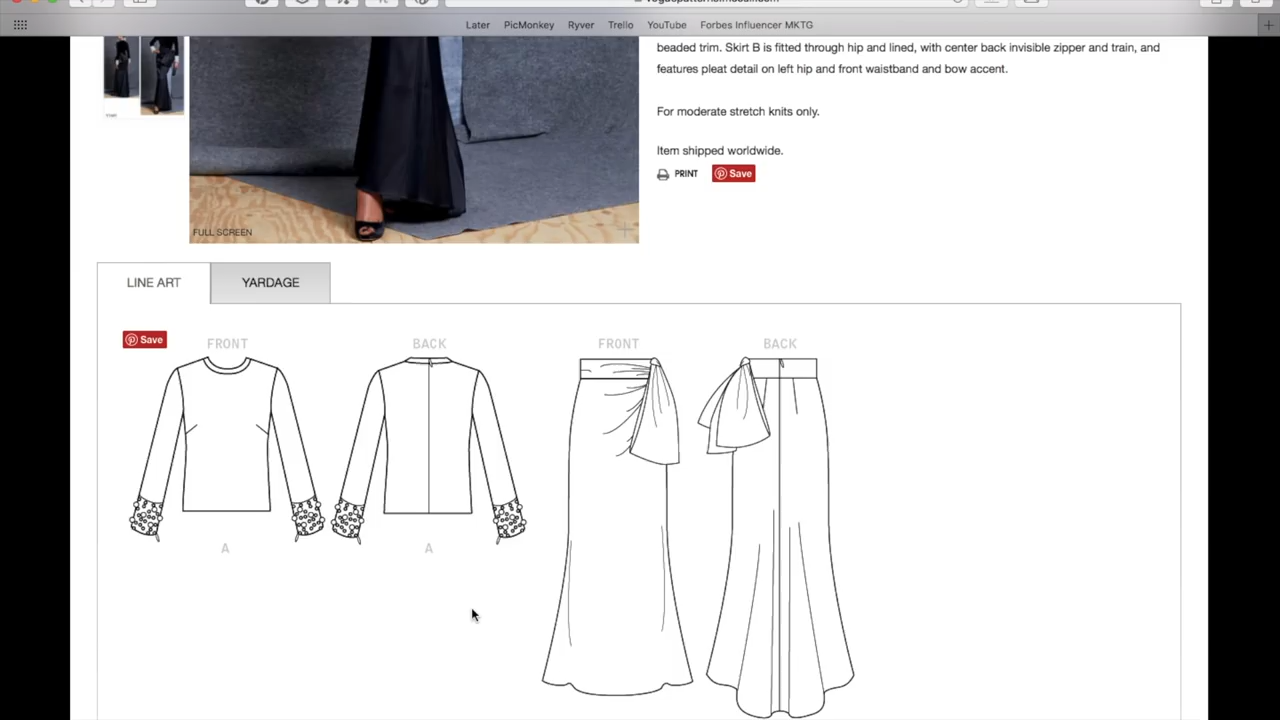 Later PicMonkey Ryver Trello YouTube Forbes Influencer MKTG
beaded trim. Skirt B is fitted through hip and lined, with center back invisible zipper and train, and
features pleat detail on left hip and front waistband and bow accent.
For moderate stretch knits only.
Item shipped worldwide.
PRINT Save
FULL SCREEN
LINE ART YARDAGE
Save FRONT BACK FRONT BACK
A A